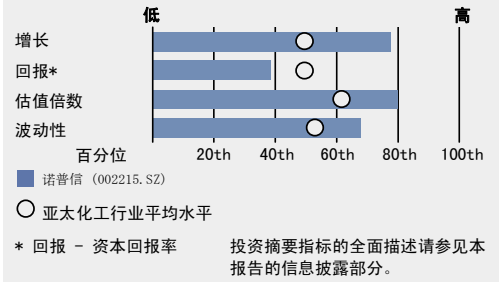 低 高
增长
回报*
估值倍数
波动性
百分位 20th 40th 60th 80th 100th
诺普信 (002215.SZ)
亚太化工行业平均水平
* 回报 - 资本回报率 投资摘要指标的全面描述请参见本
报告的信息披露部分。